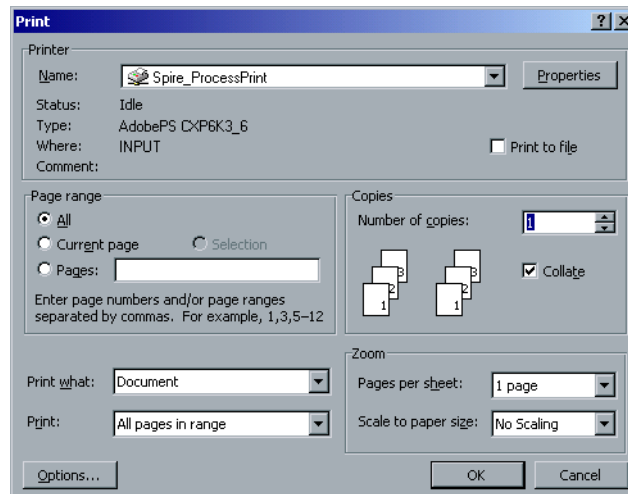 Print
Printer
Name: Spire_ProcessPrint Properties
Status: Idle
Type: AdobePS CXP6K3_6
Where: INPUT Print to file
Comment:
Page range
All
Current page Selection
Pages:
Enter page numbers and/or page ranges
separated by commas. For example, 1,3,5–12
Copies
Number of copies: 1
3 3
2 2
1 1
Collate
Print what: Document
Print: All pages in range
Zoom
Pages per sheet: 1 page
Scale to paper size: No Scaling
Options... OK Cancel